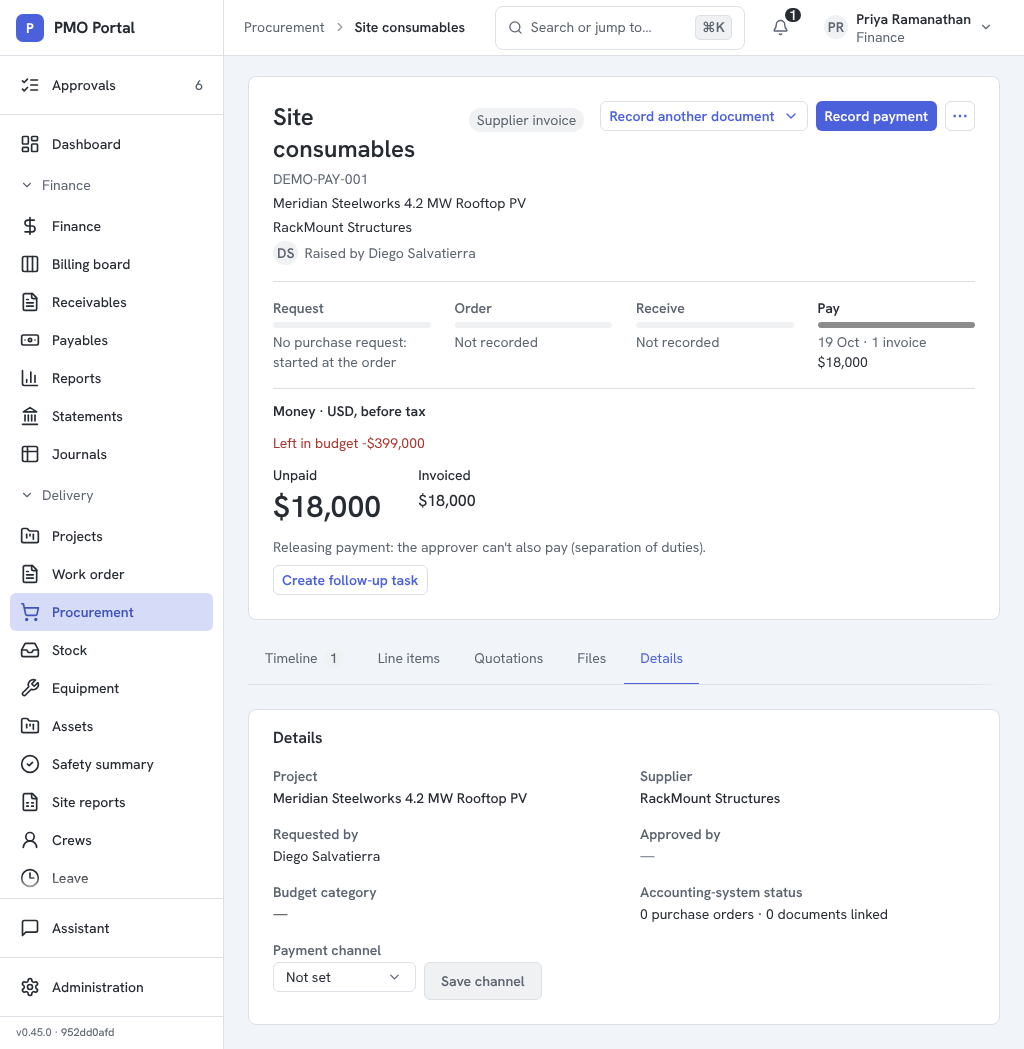 P PMO Portal
Procurement > Site consumables
Search or jump to... ⌘K
1
PR Priya Ramanathan
Finance
Approvals 6
Dashboard
Finance
Finance
Billing board
Receivables
Payables
Reports
Statements
Journals
Delivery
Projects
Work order
Procurement
Stock
Equipment
Assets
Safety summary
Site reports
Crews
Leave
Assistant
Administration
v0.45.0 · 952dd0afd
Site consumables
Supplier invoice
Record another document
Record payment
DEMO-PAY-001
Meridian Steelworks 4.2 MW Rooftop PV
RackMount Structures
DS Raised by Diego Salvatierra
Request
No purchase request:
started at the order
Order
Not recorded
Receive
Not recorded
Pay
19 Oct · 1 invoice
$18,000
Money · USD, before tax
Left in budget -$399,000
Unpaid
$18,000
Invoiced
$18,000
Releasing payment: the approver can't also pay (separation of duties).
Create follow-up task
Timeline 1 Line items Quotations Files Details
Details
Project
Meridian Steelworks 4.2 MW Rooftop PV
Supplier
RackMount Structures
Requested by
Diego Salvatierra
Approved by
—
Budget category
—
Accounting-system status
0 purchase orders · 0 documents linked
Payment channel
Not set
Save channel